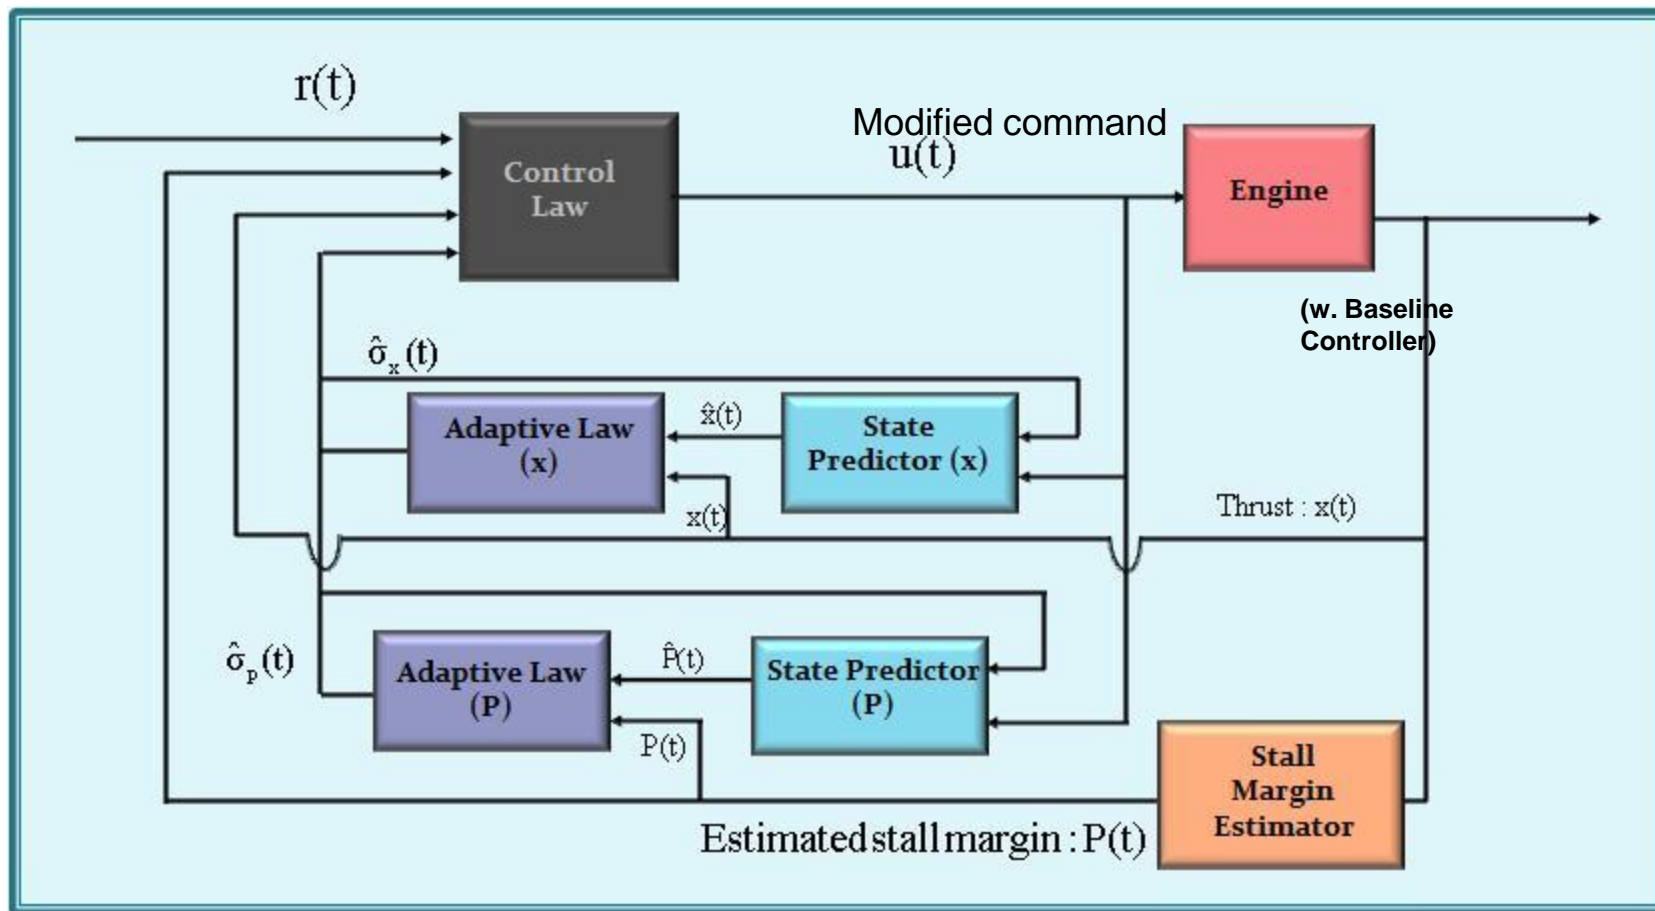 r(t)
Modified command
u(t)
Control
Law
Engine
(w. Baseline
Controller)
σ̂ₓ(t)
Adaptive Law
(x)
x̂(t)
State
Predictor (x)
x(t)
Thrust : x(t)
σ̂ₚ(t)
Adaptive Law
(P)
P̂(t)
State Predictor
(P)
P(t)
Stall
Margin
Estimator
Estimated stall margin : P(t)